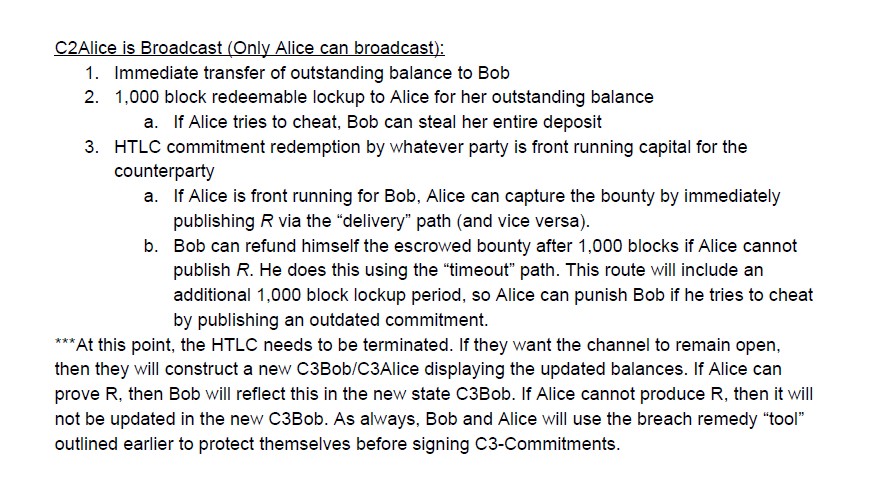 C2Alice is Broadcast (Only Alice can broadcast):
1. Immediate transfer of outstanding balance to Bob
2. 1,000 block redeemable lockup to Alice for her outstanding balance
a. If Alice tries to cheat, Bob can steal her entire deposit
3. HTLC commitment redemption by whatever party is front running capital for the
counterparty
a. If Alice is front running for Bob, Alice can capture the bounty by immediately
publishing R via the “delivery” path (and vice versa).
b. Bob can refund himself the escrowed bounty after 1,000 blocks if Alice cannot
publish R. He does this using the “timeout” path. This route will include an
additional 1,000 block lockup period, so Alice can punish Bob if he tries to cheat
by publishing an outdated commitment.
***At this point, the HTLC needs to be terminated. If they want the channel to remain open,
then they will construct a new C3Bob/C3Alice displaying the updated balances. If Alice can
prove R, then Bob will reflect this in the new state C3Bob. If Alice cannot produce R, then it will
not be updated in the new C3Bob. As always, Bob and Alice will use the breach remedy “tool”
outlined earlier to protect themselves before signing C3-Commitments.